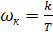 ω_κ = k/T